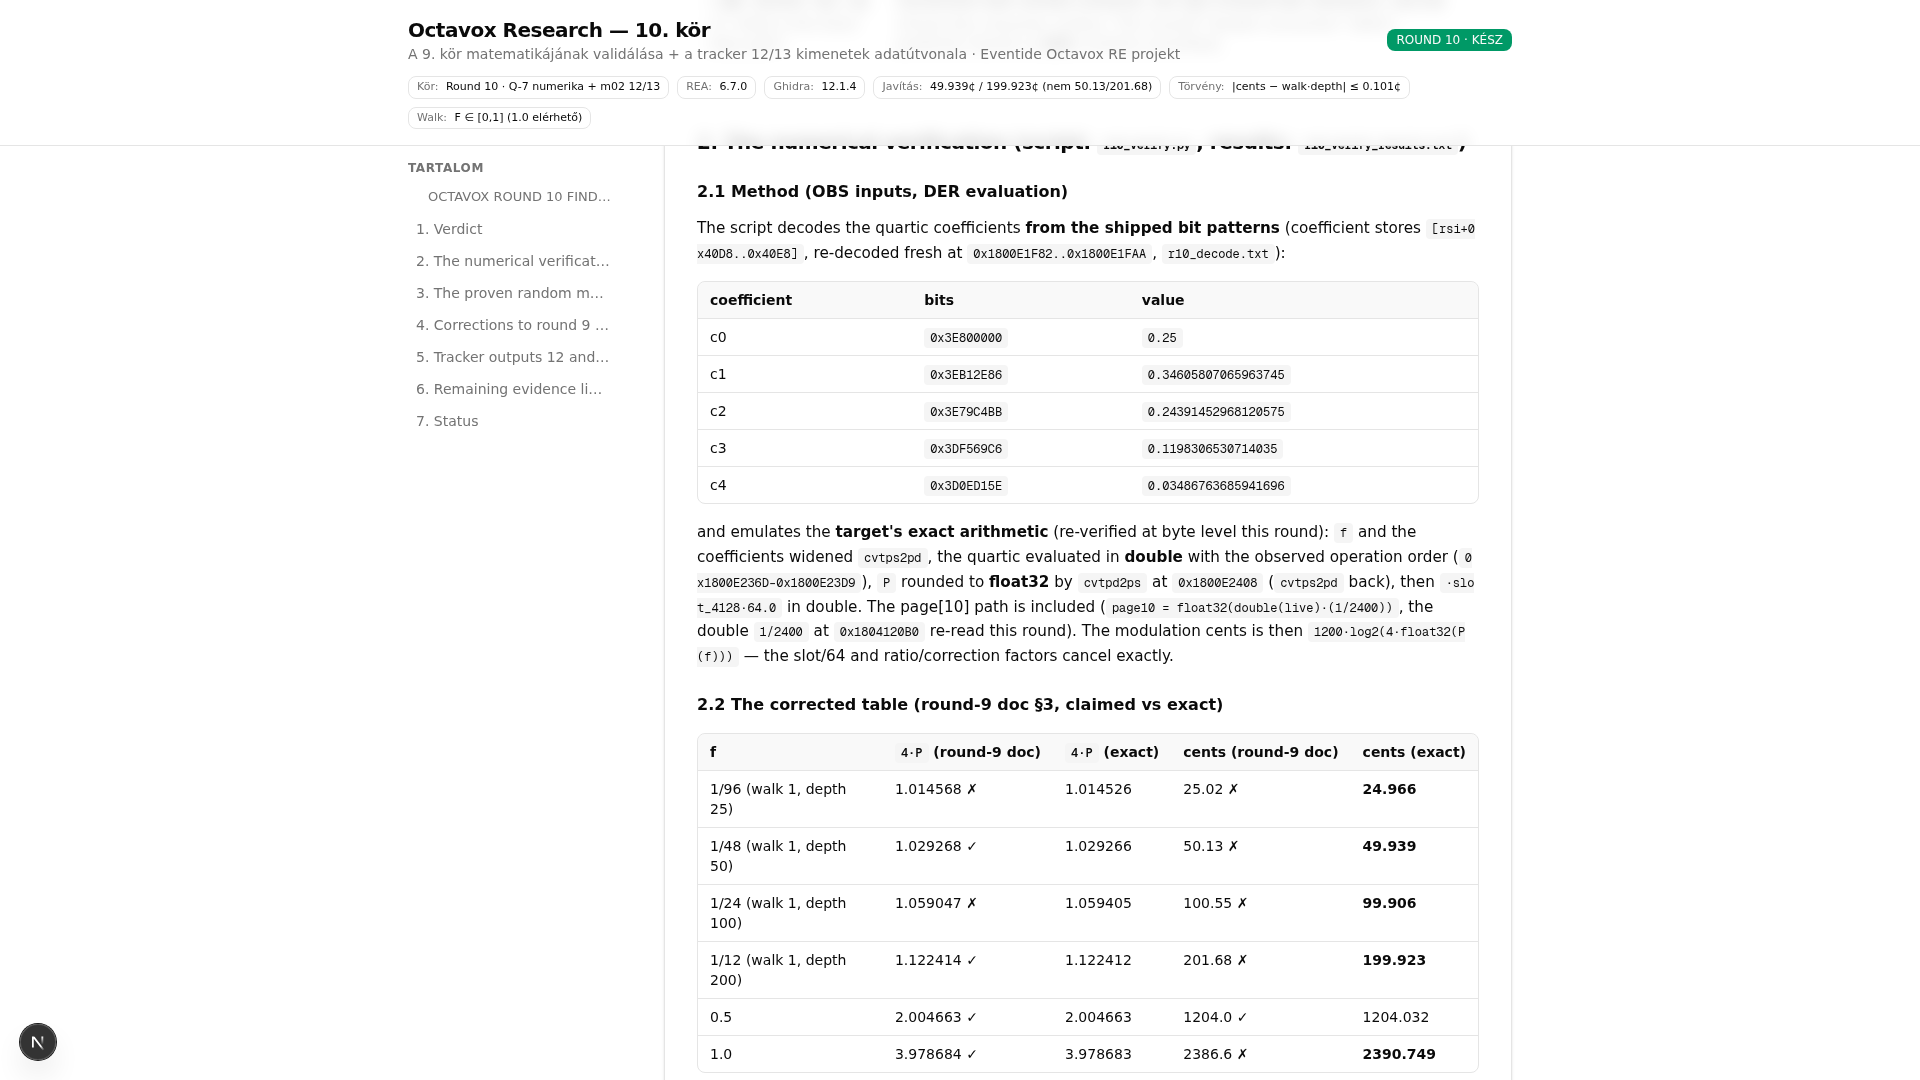 Octavox Research — 10. kör
A 9. kör matematikájának validálása + a tracker 12/13 kimenetek adatútvonala · Eventide Octavox RE projekt
ROUND 10 · KÉSZ
Kör: Round 10 · Q-7 numerika + m02 12/13
REA: 6.7.0
Ghidra: 12.1.4
Javítás: 49.939¢ / 199.923¢ (nem 50.13/201.68)
Törvény: |cents − walk·depth| ≤ 0.101¢
Walk: F ∈ [0,1] (1.0 elérhető)
TARTALOM
OCTAVOX ROUND 10 FIND…
1. Verdict
2. The numerical verificat…
3. The proven random m…
4. Corrections to round 9 …
5. Tracker outputs 12 and…
6. Remaining evidence li…
7. Status
2. The numerical verification (script: r10_verify.py, results: r10_verify_results.txt)
2.1 Method (OBS inputs, DER evaluation)
The script decodes the quartic coefficients from the shipped bit patterns (coefficient stores [rsi+0
x40D8..0x40E8], re-decoded fresh at 0x1800E1F82..0x1800E1FAA, r10_decode.txt):
coefficient bits value
c0 0x3E800000 0.25
c1 0x3EB12E86 0.34605807065963745
c2 0x3E79C4BB 0.24391452968120575
c3 0x3DF569C6 0.1198306530714035
c4 0x3D0ED15E 0.03486763685941696
and emulates the target's exact arithmetic (re-verified at byte level this round): f and the
coefficients widened cvtps2pd, the quartic evaluated in double with the observed operation order (0
x1800E236D–0x1800E23D9), P rounded to float32 by cvtpd2ps at 0x1800E2408 (cvtps2pd back), then ·slo
t_4128·64.0 in double. The page[10] path is included (page10 = float32(double(live)·(1/2400)), the
double 1/2400 at 0x1804120B0 re-read this round). The modulation cents is then 1200·log2(4·float32(P
(f))) — the slot/64 and ratio/correction factors cancel exactly.
2.2 The corrected table (round-9 doc §3, claimed vs exact)
f 4·P (round-9 doc) 4·P (exact) cents (round-9 doc) cents (exact)
1/96 (walk 1, depth 25) 1.014568 ✗ 1.014526 25.02 ✗ 24.966
1/48 (walk 1, depth 50) 1.029268 ✓ 1.029266 50.13 ✗ 49.939
1/24 (walk 1, depth 100) 1.059047 ✗ 1.059405 100.55 ✗ 99.906
1/12 (walk 1, depth 200) 1.122414 ✓ 1.122412 201.68 ✗ 199.923
0.5 2.004663 ✓ 2.004663 1204.0 ✓ 1204.032
1.0 3.978684 ✓ 3.978683 2386.6 ✗ 2390.749